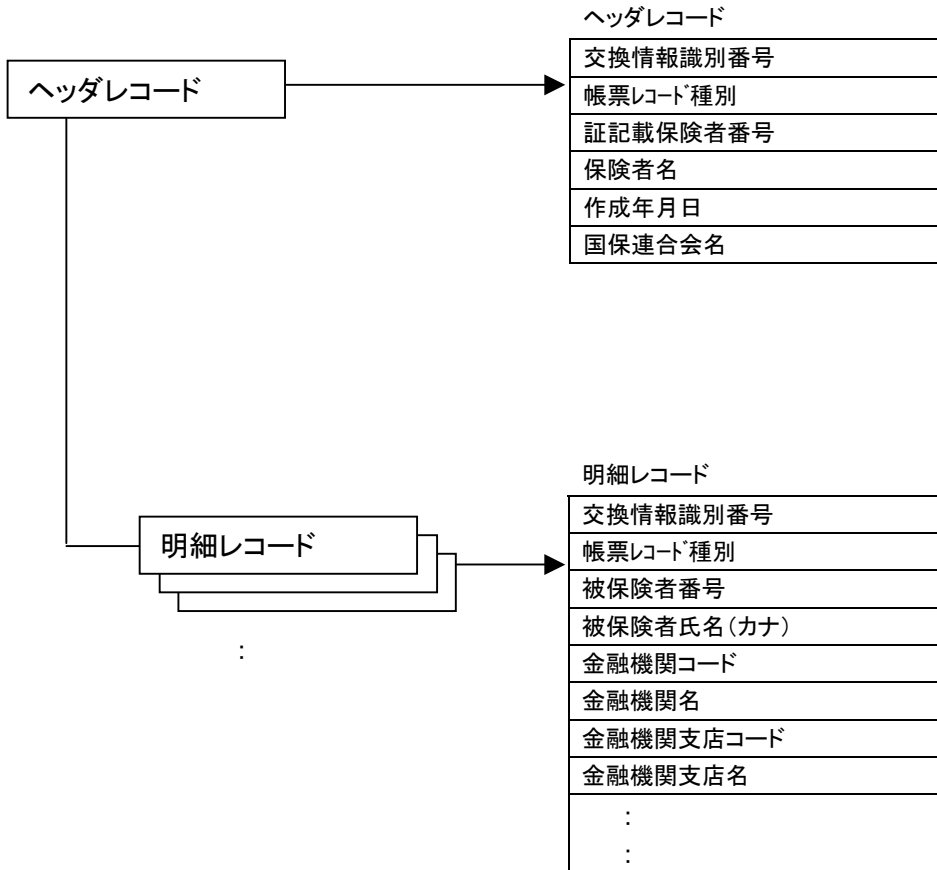 ヘッダレコード
ヘッダレコード
交換情報識別番号
帳票ﾚｺｰﾄﾞ種別
証記載保険者番号
保険者名
作成年月日
国保連合会名
明細レコード
:
明細レコード
交換情報識別番号
帳票ﾚｺｰﾄﾞ種別
被保険者番号
被保険者氏名(カナ)
金融機関コード
金融機関名
金融機関支店コード
金融機関支店名
:
: